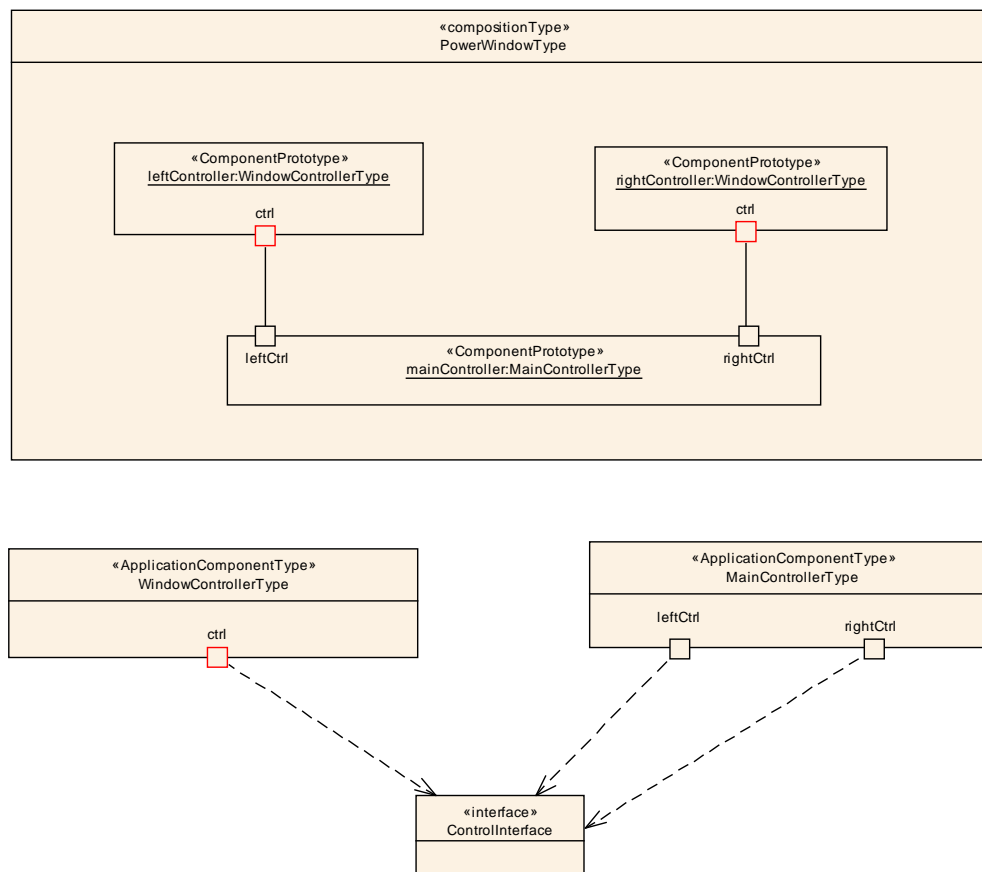 «compositionType»
PowerWindowType
«ComponentPrototype»
leftController:WindowControllerType
ctrl
«ComponentPrototype»
rightController:WindowControllerType
ctrl
leftCtrl
«ComponentPrototype»
mainController:MainControllerType
rightCtrl
«ApplicationComponentType»
WindowControllerType
ctrl
«ApplicationComponentType»
MainControllerType
leftCtrl
rightCtrl
«interface»
ControlInterface